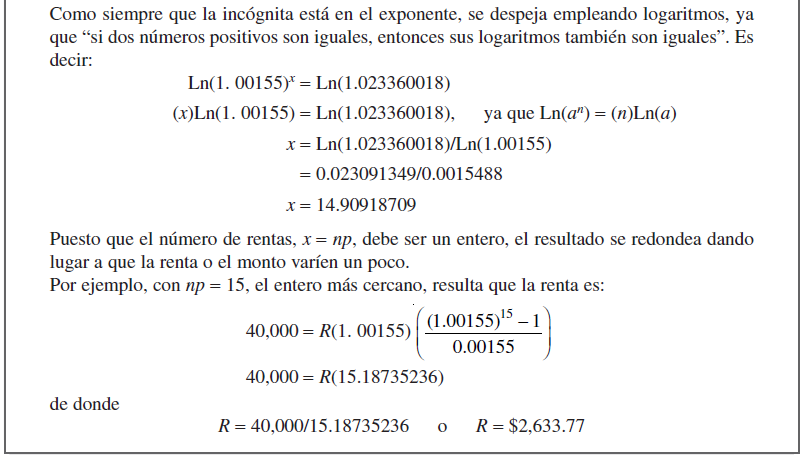 Como siempre que la incógnita está en el exponente, se despeja empleando logaritmos, ya
que “si dos números positivos son iguales, entonces sus logaritmos también son iguales”. Es
decir:
Ln(1. 00155)ˣ = Ln(1.023360018)
(x)Ln(1. 00155) = Ln(1.023360018), ya que Ln(aⁿ) = (n)Ln(a)
x = Ln(1.023360018)/Ln(1.00155)
= 0.023091349/0.0015488
x = 14.90918709
Puesto que el número de rentas, x = np, debe ser un entero, el resultado se redondea dando
lugar a que la renta o el monto varíen un poco.
Por ejemplo, con np = 15, el entero más cercano, resulta que la renta es:
40,000 = R(1. 00155) ((1.00155)¹⁵ – 1 / 0.00155)
40,000 = R(15.18735236)
de donde
R = 40,000/15.18735236 o R = $2,633.77